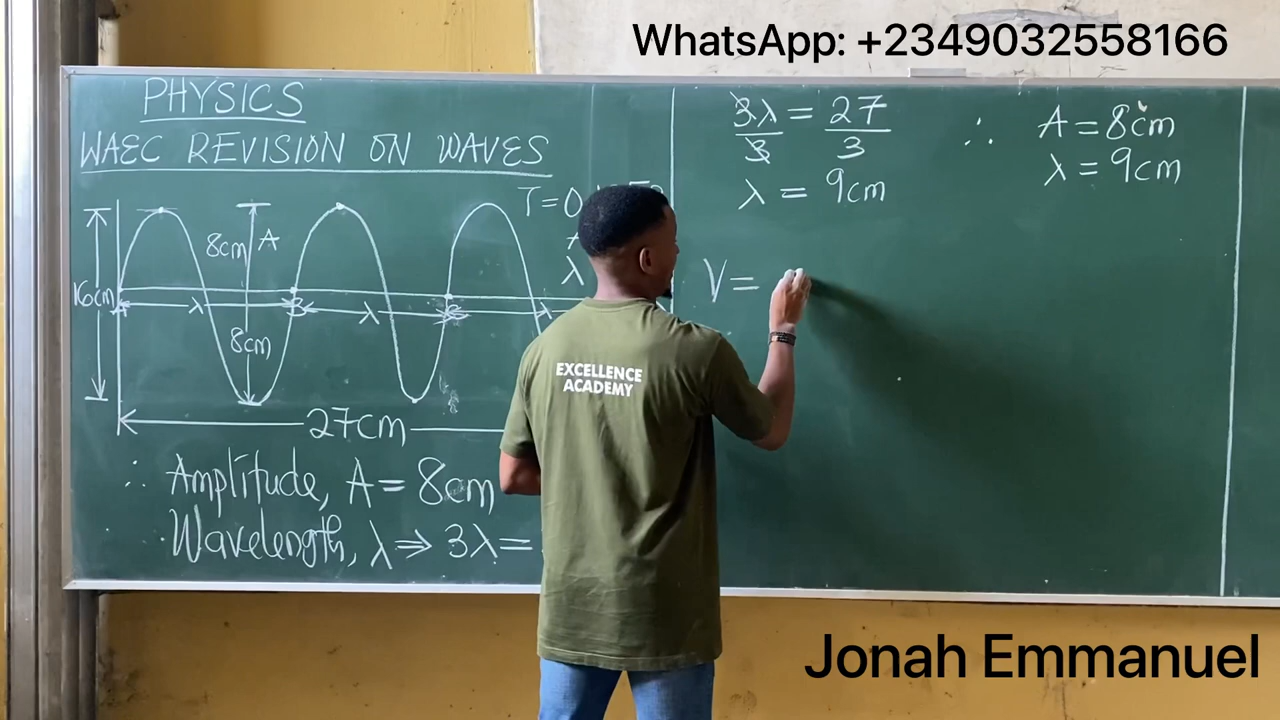 WhatsApp: +2349032558166
PHYSICS
WAEC REVISION ON WAVES
T=0
λ
8cm A
16cm
λ λ λ
8cm
27cm
∴ Amplitude, A = 8cm
Wavelength, λ ⇒ 3λ =
3λ = 27
3 3
λ = 9cm
∴ A = 8cm
λ = 9cm
V =
EXCELLENCE
ACADEMY
Jonah Emmanuel